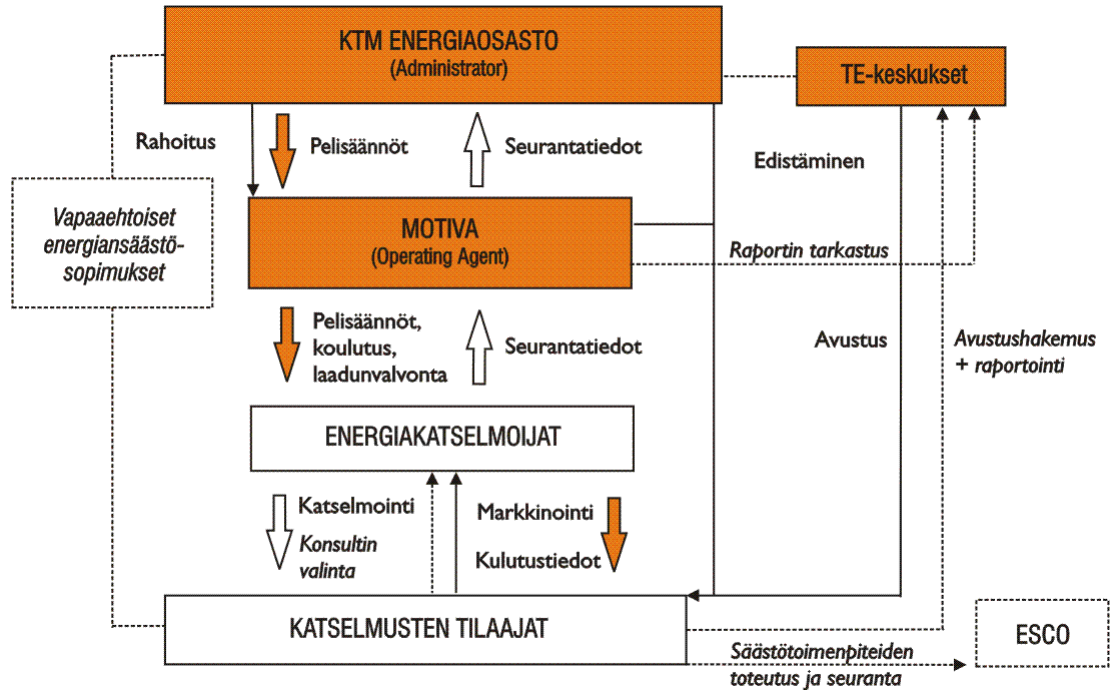 KTM ENERGIAOSASTO
(Administrator)
TE-keskukset
Rahoitus
Pelisäännöt
Seurantatiedot
Edistäminen
Vapaaehtoiset
energiansäästö-
sopimukset
MOTIVA
(Operating Agent)
Raportin tarkastus
Pelisäännöt,
koulutus,
laadunvalvonta
Seurantatiedot
Avustus
Avustushakemus
+ raportointi
ENERGIAKATSELMOIJAT
Katselmointi
Konsultin
valinta
Markkinointi
Kulutustiedot
KATSELMUSTEN TILAAJAT
ESCO
Säästötoimenpiteiden
toteutus ja seuranta